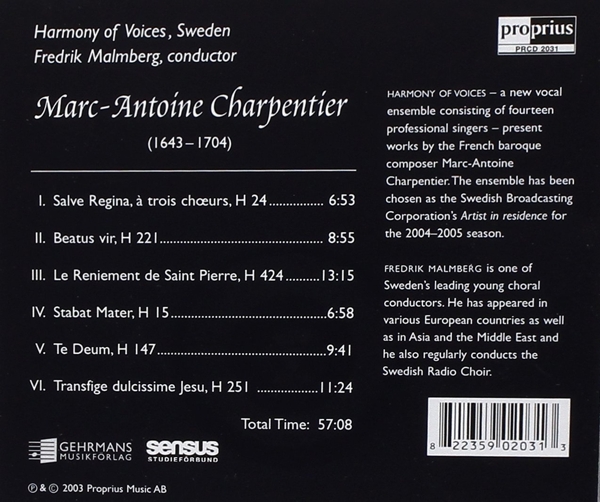 Harmony of Voices, Sweden
Fredrik Malmberg, conductor
proprius
PRCD 2031
Marc-Antoine Charpentier
(1643–1704)
I. Salve Regina, à trois chœurs, H 24............... 6:53
II. Beatus vir, H 221............................................ 8:55
III. Le Reniement de Saint Pierre, H 424.........13:15
IV. Stabat Mater, H 15......................................... 6:58
V. Te Deum, H 147.............................................9:41
VI. Transfige dulcissime Jesu, H 251 ................11:24
Total Time: 57:08
HARMONY OF VOICES – a new vocal
ensemble consisting of fourteen
professional singers – present
works by the French baroque
composer Marc-Antoine
Charpentier. The ensemble has been
chosen as the Swedish Broadcasting
Corporation's Artist in residence for
the 2004–2005 season.
FREDRIK MALMBERG is one of
Sweden's leading young choral
conductors. He has appeared in
various European countries as well
as in Asia and the Middle East and
he also regularly conducts the
Swedish Radio Choir.
GEHRMANS
MUSIKFÖRLAG
sensus
STUDIEFÖRBUND
8 22359 02031 3
℗ & © 2003 Proprius Music AB